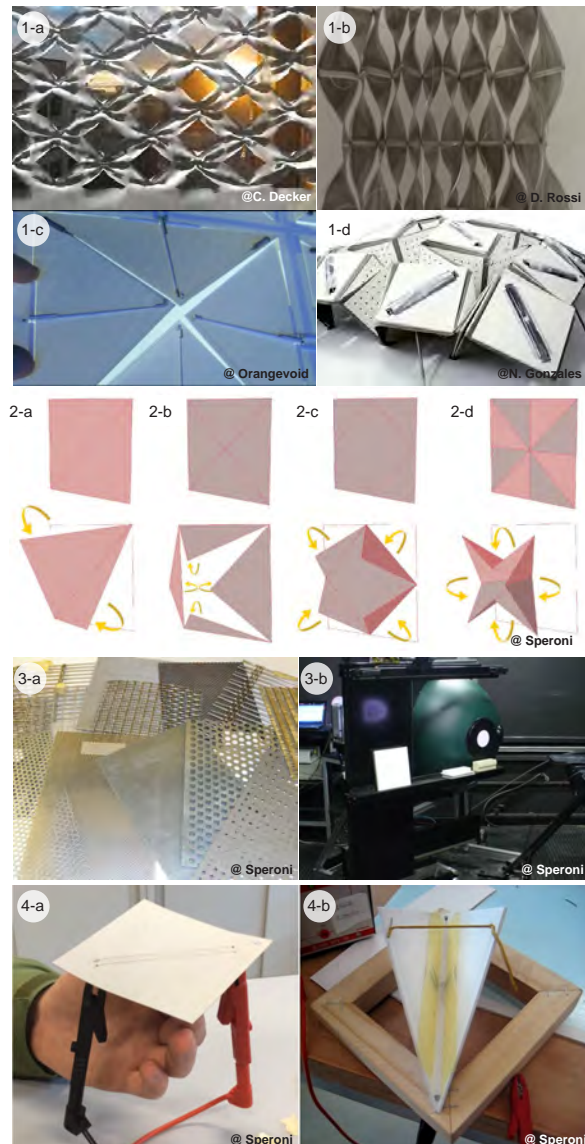 1-a
1-b
@C. Decker
@ D. Rossi
1-c
1-d
@ Orangevoid
@N. Gonzales
2-a
2-b
2-c
2-d
@ Speroni
3-a
3-b
@ Speroni
@ Speroni
4-a
4-b
@ Speroni
@ Speroni